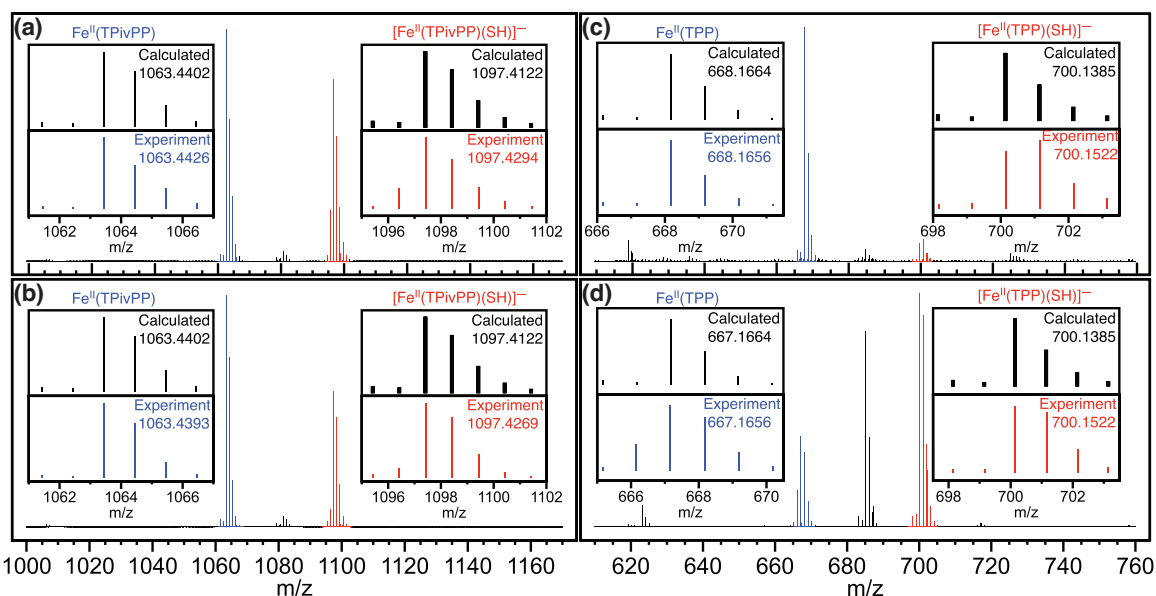 (a)
Fe^II(TPivPP)
[Fe^II(TPivPP)(SH)]^—
Calculated
1063.4402
Calculated
1097.4122
Experiment
1063.4426
Experiment
1097.4294
1062 1064 1066
m/z
1096 1098 1100 1102
m/z
(b)
Fe^II(TPivPP)
[Fe^II(TPivPP)(SH)]^—
Calculated
1063.4402
Calculated
1097.4122
Experiment
1063.4393
Experiment
1097.4269
1062 1064 1066
m/z
1096 1098 1100 1102
m/z
1000 1020 1040 1060 1080 1100 1120 1140 1160
m/z
(c)
Fe^II(TPP)
[Fe^II(TPP)(SH)]^—
Calculated
668.1664
Calculated
700.1385
Experiment
668.1656
Experiment
700.1522
666 668 670
m/z
698 700 702
m/z
(d)
Fe^II(TPP)
[Fe^II(TPP)(SH)]^—
Calculated
667.1664
Calculated
700.1385
Experiment
667.1656
Experiment
700.1522
666 668 670
m/z
698 700 702
m/z
620 640 660 680 700 720 740 760
m/z